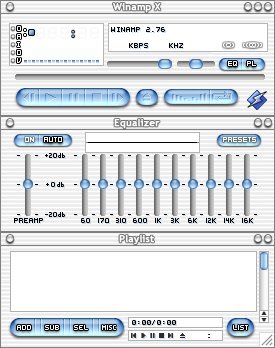 Winamp X
O
A
I
D
V
WINAMP 2.76
KBPS KHZ
EQ PL
Equalizer
ON AUTO PRESETS
+20db
+0db
-20db
PREAMP 60 170 310 600 1K 3K 6K 12K 14K 16K
Playlist
0:00/0:00
ADD SUB SEL MISC LIST